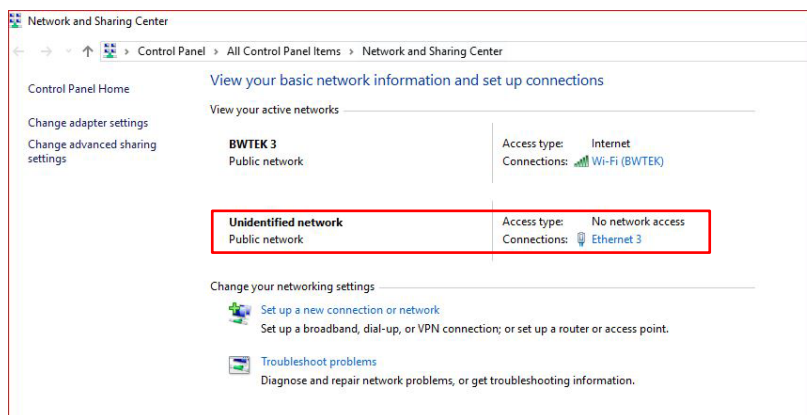 Network and Sharing Center
Control Panel > All Control Panel Items > Network and Sharing Center
Control Panel Home
Change adapter settings
Change advanced sharing
settings
View your basic network information and set up connections
View your active networks
BWTEK 3
Public network
Access type: Internet
Connections: Wi-Fi (BWTEK)
Unidentified network
Public network
Access type: No network access
Connections: Ethernet 3
Change your networking settings
Set up a new connection or network
Set up a broadband, dial-up, or VPN connection; or set up a router or access point.
Troubleshoot problems
Diagnose and repair network problems, or get troubleshooting information.